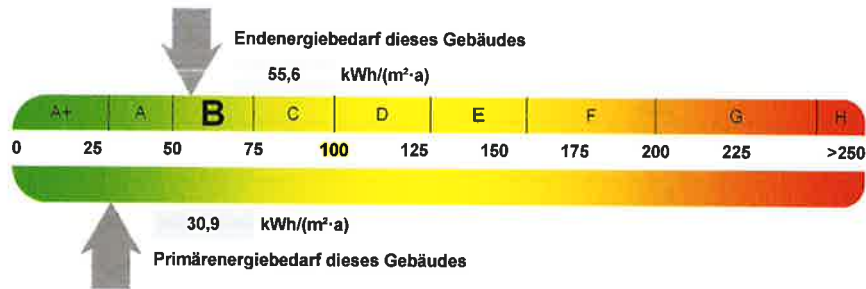 Endenergiebedarf dieses Gebäudes
55,6 kWh/(m²·a)
A+ A B C D E F G H
0 25 50 75 100 125 150 175 200 225 >250
30,9 kWh/(m²·a)
Primärenergiebedarf dieses Gebäudes